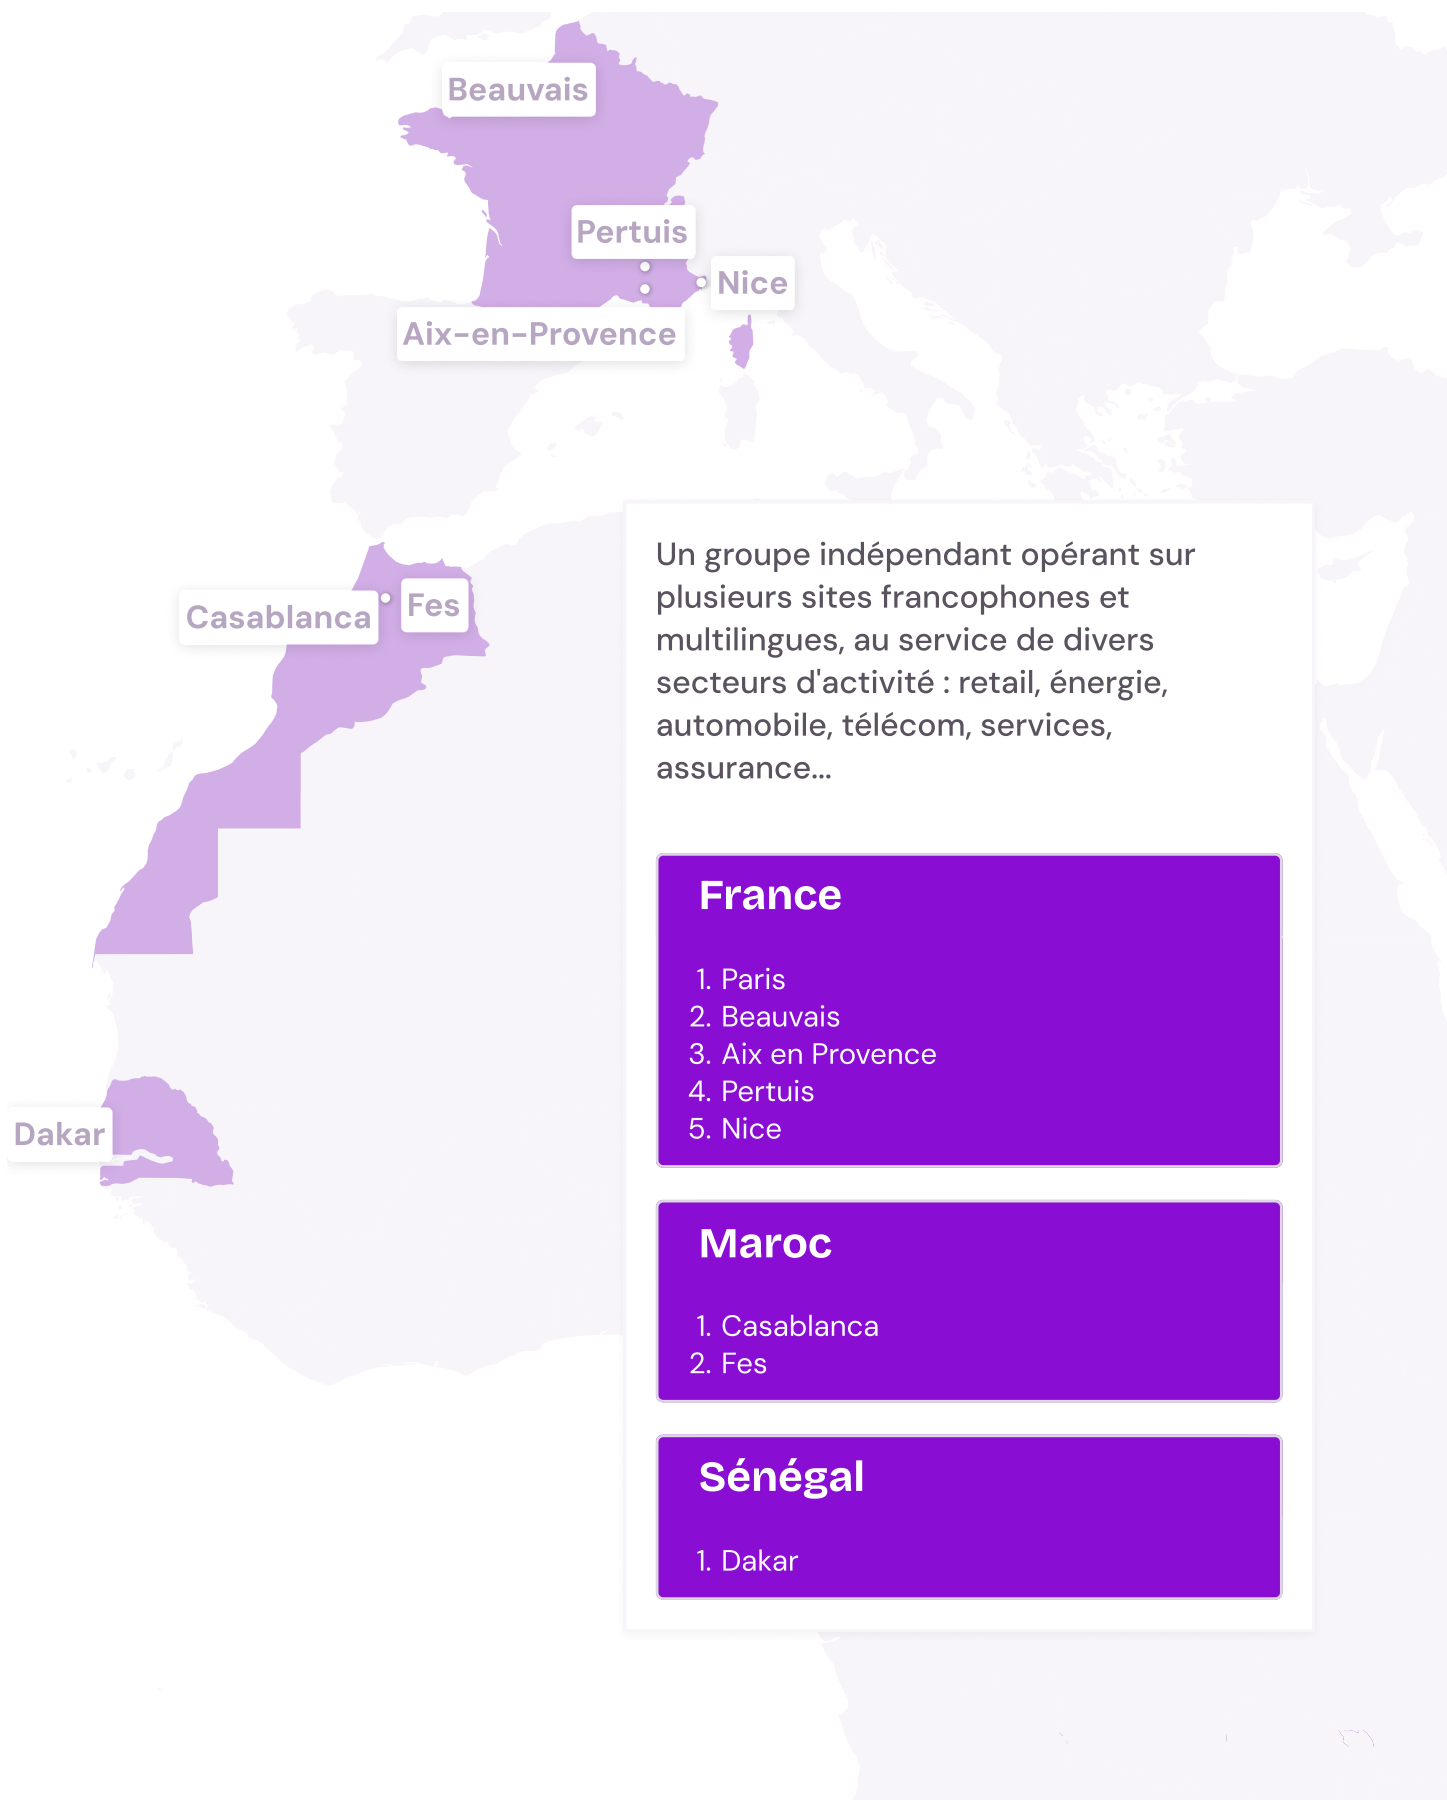 Beauvais
Pertuis
Nice
Aix-en-Provence
Casablanca
Fes
Dakar
Un groupe indépendant opérant sur
plusieurs sites francophones et
multilingues, au service de divers
secteurs d'activité : retail, énergie,
automobile, télécom, services,
assurance...
France
1. Paris
2. Beauvais
3. Aix en Provence
4. Pertuis
5. Nice
Maroc
1. Casablanca
2. Fes
Sénégal
1. Dakar